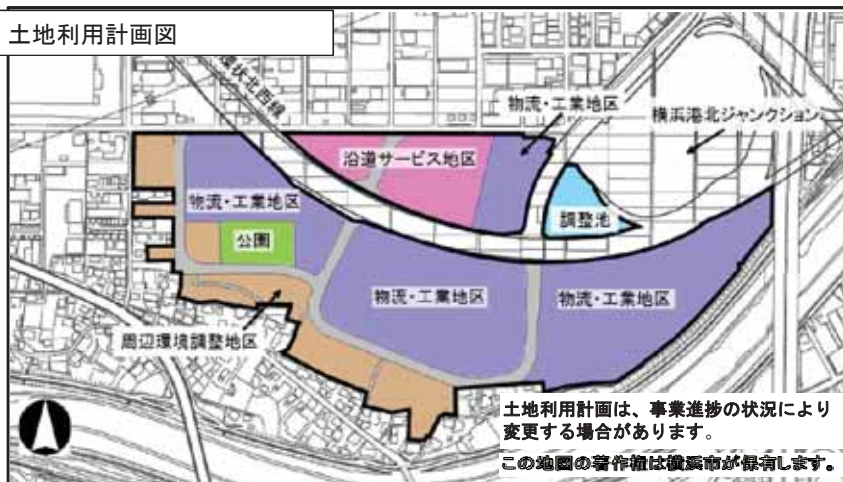 土地利用計画図
環状北西線
物流・工業地区
横浜港北ジャンクション
沿道サービス地区
物流・工業地区
調整池
公園
物流・工業地区
物流・工業地区
周辺環境調整地区
土地利用計画は、事業進捗の状況により
変更する場合があります。
この地図の著作権は横浜市が保有します。